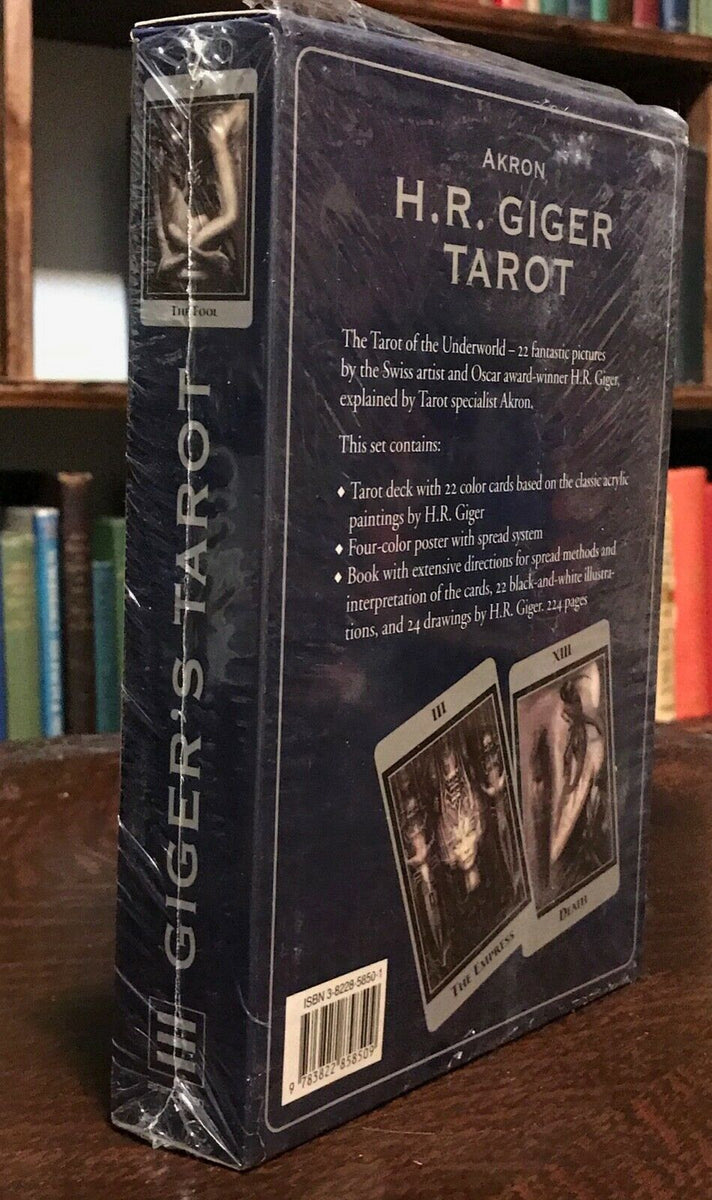 THE FOOL
GIGER'S TAROT
AKRON
H.R. GIGER
TAROT
The Tarot of the Underworld – 22 fantastic pictures
by the Swiss artist and Oscar award-winner H.R. Giger,
explained by Tarot specialist Akron.
This set contains:
♦ Tarot deck with 22 color cards based on the classic acrylic
paintings by H.R. Giger
♦ Four-color poster with spread system
♦ Book with extensive directions for spread methods and
interpretation of the cards, 22 black-and-white illustra-
tions, and 24 drawings by H.R. Giger. 224 pages
III
THE EMPRESS
XIII
DEATH
ISBN 3-8228-5850-1
9 783822 858509